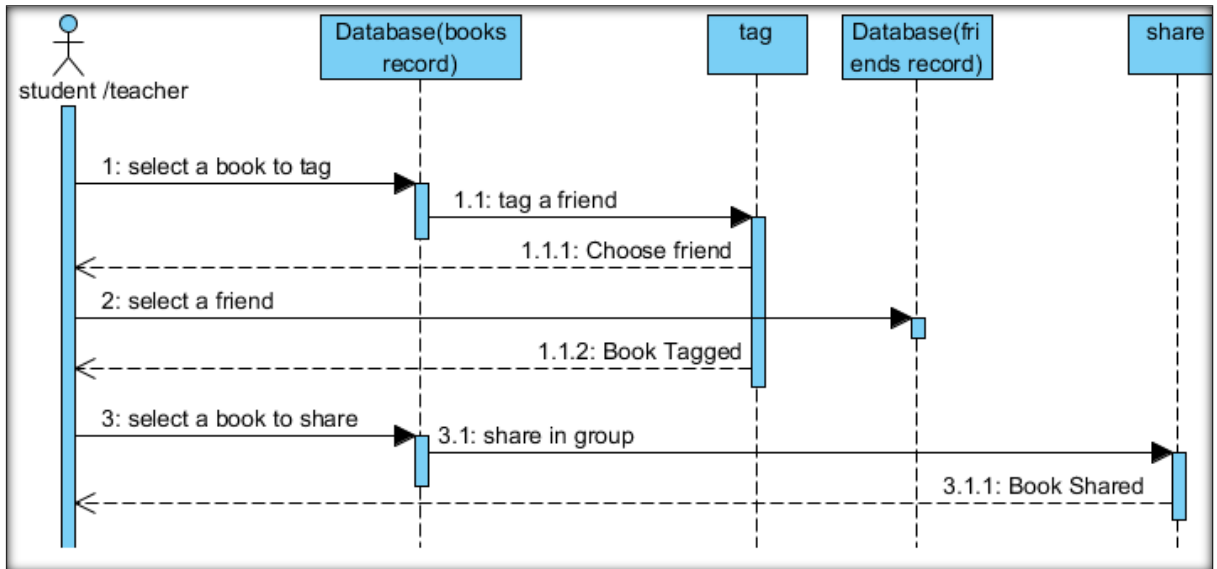 student /teacher
Database(books
record)
tag
Database(fri
ends record)
share
1: select a book to tag
1.1: tag a friend
1.1.1: Choose friend
2: select a friend
1.1.2: Book Tagged
3: select a book to share
3.1: share in group
3.1.1: Book Shared